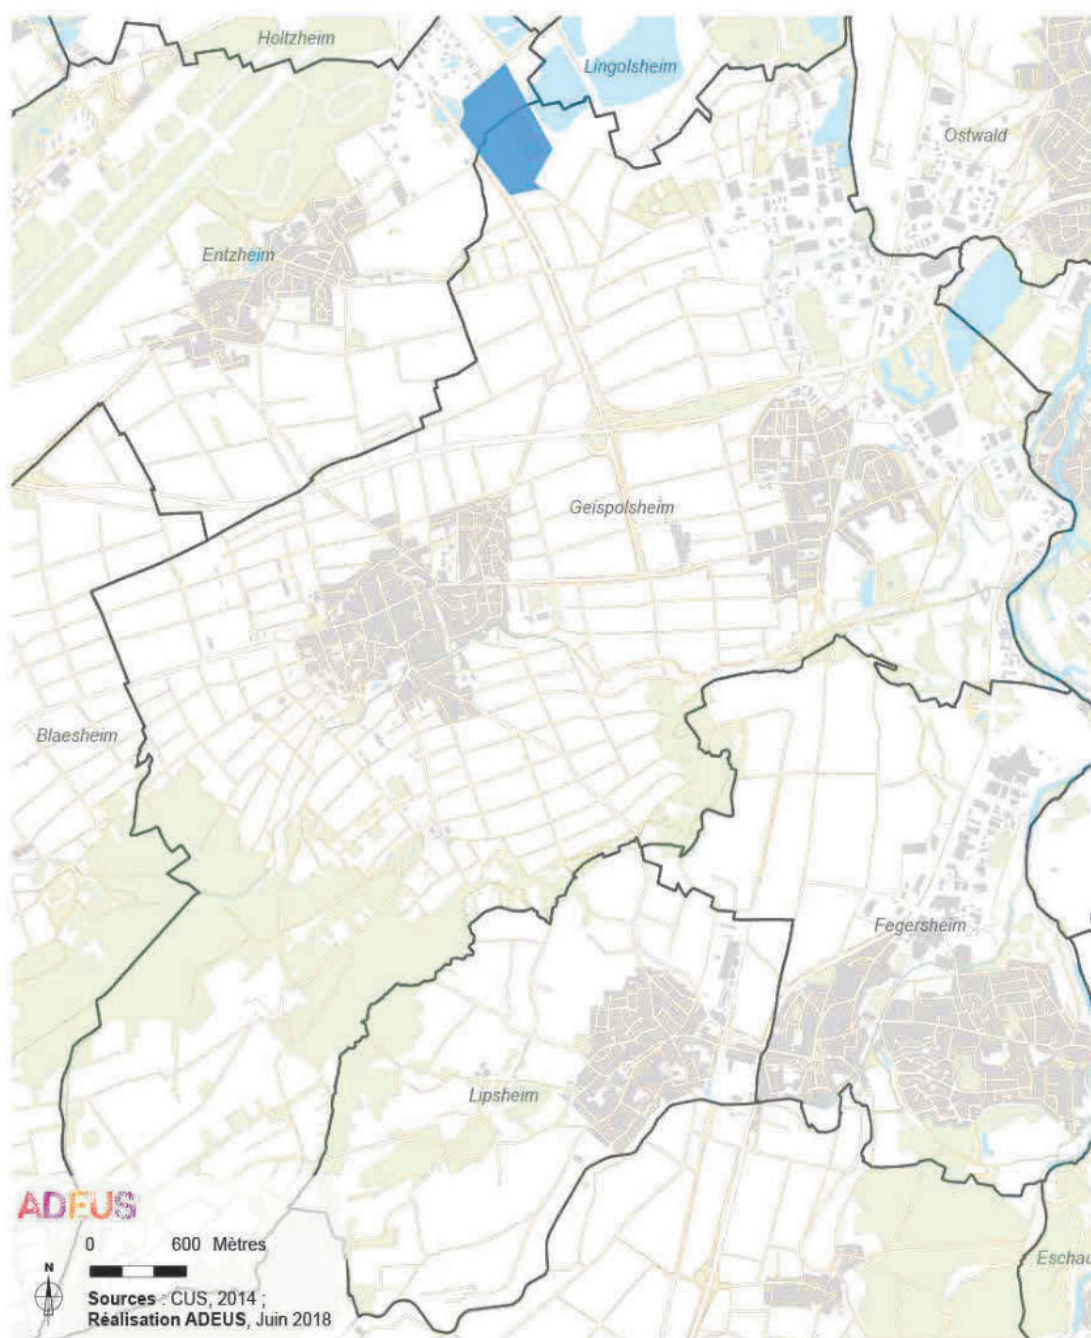 Holtzheim
Lingolsheim
Ostwald
Entzheim
Geispolsheim
Blaesheim
Fegersheim
Lipsheim
ADEUS
0 600 Mètres
N
Eschau
Sources : CUS, 2014 ;
Réalisation ADEUS, Juin 2018